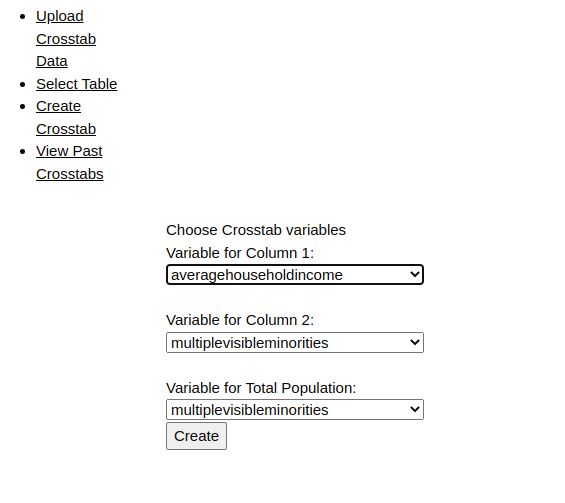 Upload
Crosstab
Data
Select Table
Create
Crosstab
View Past
Crosstabs
Choose Crosstab variables
Variable for Column 1:
averagehouseholdincome
Variable for Column 2:
multiplevisibleminorities
Variable for Total Population:
multiplevisibleminorities
Create